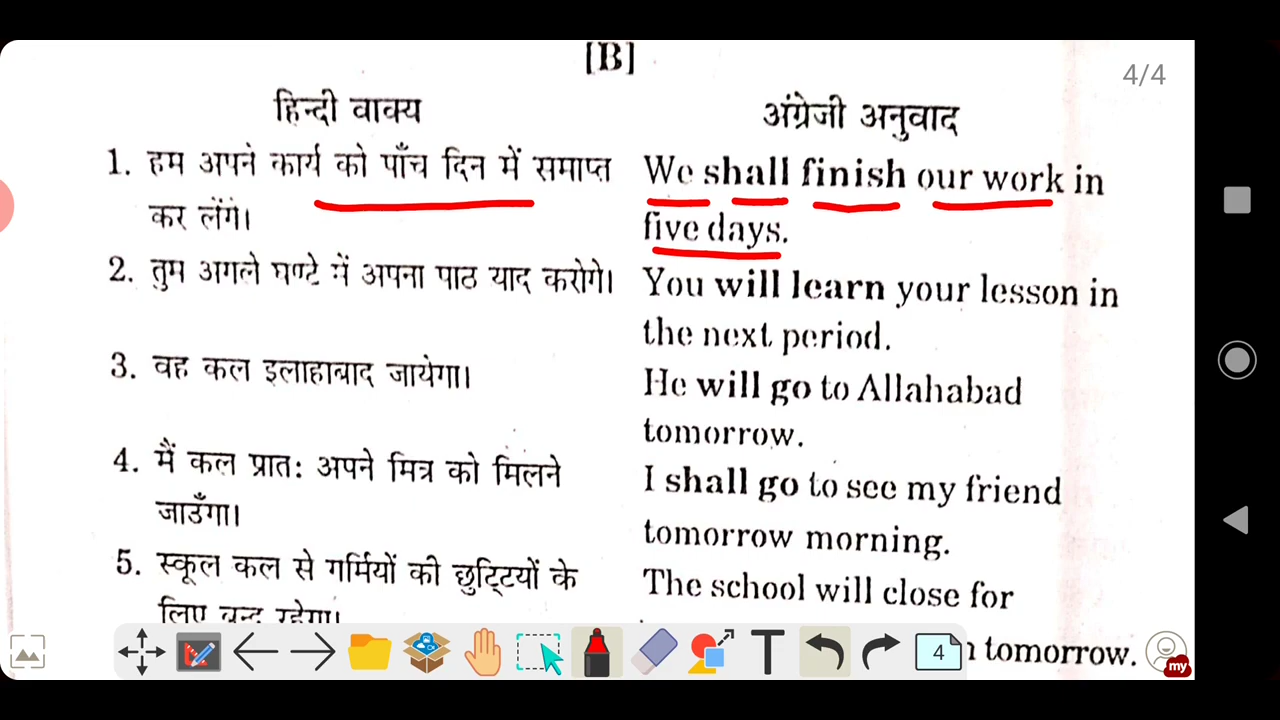 [B]
4/4
हिन्दी वाक्य
अंग्रेजी अनुवाद
1. हम अपने कार्य को पाँच दिन में समाप्त
कर लेंगे।
We shall finish our work in
five days.
2. तुम अगले घण्टे में अपना पाठ याद करोगे।
You will learn your lesson in
the next period.
3. वह कल इलाहाबाद जायेगा।
He will go to Allahabad
tomorrow.
4. मैं कल प्रातः अपने मित्र को मिलने
जाउँगा।
I shall go to see my friend
tomorrow morning.
5. स्कूल कल से गर्मियों की छुट्टियों के
लिए बन्द रहेगा।
The school will close for
tomorrow.
T
4
my